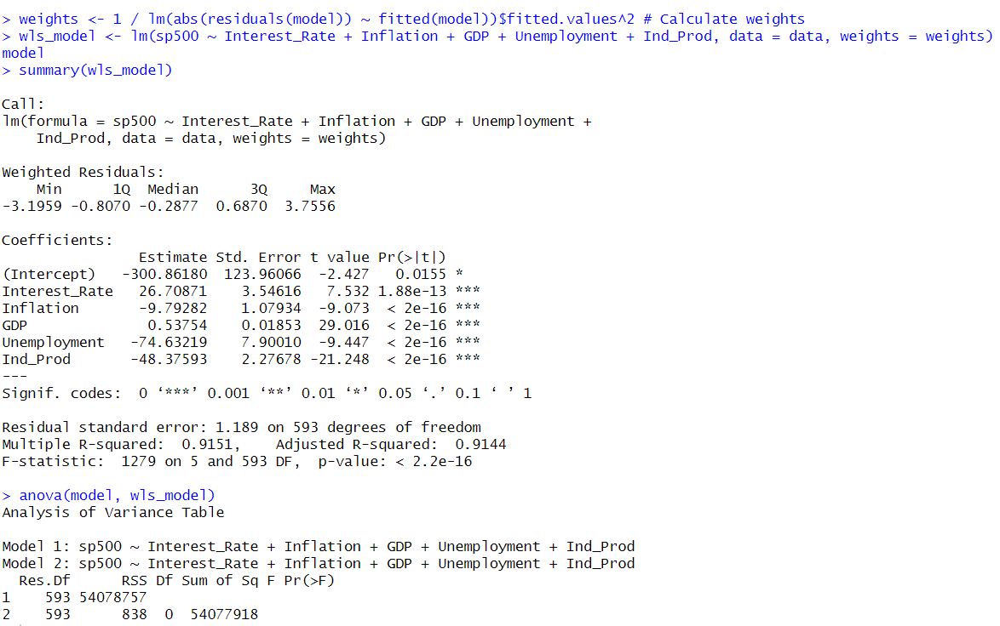 > weights <- 1 / lm(abs(residuals(model)) ~ fitted(model))$fitted.values^2 # Calculate weights
> wls_model <- lm(sp500 ~ Interest_Rate + Inflation + GDP + Unemployment + Ind_Prod, data = data, weights = weights)
model
> summary(wls_model)

Call:
lm(formula = sp500 ~ Interest_Rate + Inflation + GDP + Unemployment +
    Ind_Prod, data = data, weights = weights)

Weighted Residuals:
    Min      1Q  Median      3Q     Max
-3.1959 -0.8070 -0.2877  0.6870  3.7556

Coefficients:
                Estimate Std. Error t value Pr(>|t|)
(Intercept)   -300.86180  123.96066  -2.427   0.0155 *
Interest_Rate   26.70871    3.54616   7.532 1.88e-13 ***
Inflation       -9.79282    1.07934  -9.073  < 2e-16 ***
GDP              0.53754    0.01853  29.016  < 2e-16 ***
Unemployment   -74.63219    7.90010  -9.447  < 2e-16 ***
Ind_Prod       -48.37593    2.27678 -21.248  < 2e-16 ***
---
Signif. codes:  0 ‘***’ 0.001 ‘**’ 0.01 ‘*’ 0.05 ‘.’ 0.1 ‘ ’ 1

Residual standard error: 1.189 on 593 degrees of freedom
Multiple R-squared:  0.9151,    Adjusted R-squared:  0.9144
F-statistic:  1279 on 5 and 593 DF,  p-value: < 2.2e-16

> anova(model, wls_model)
Analysis of Variance Table

Model 1: sp500 ~ Interest_Rate + Inflation + GDP + Unemployment + Ind_Prod
Model 2: sp500 ~ Interest_Rate + Inflation + GDP + Unemployment + Ind_Prod
  Res.Df      RSS Df Sum of Sq F Pr(>F)
1    593 54078757
2    593      838  0  54077918